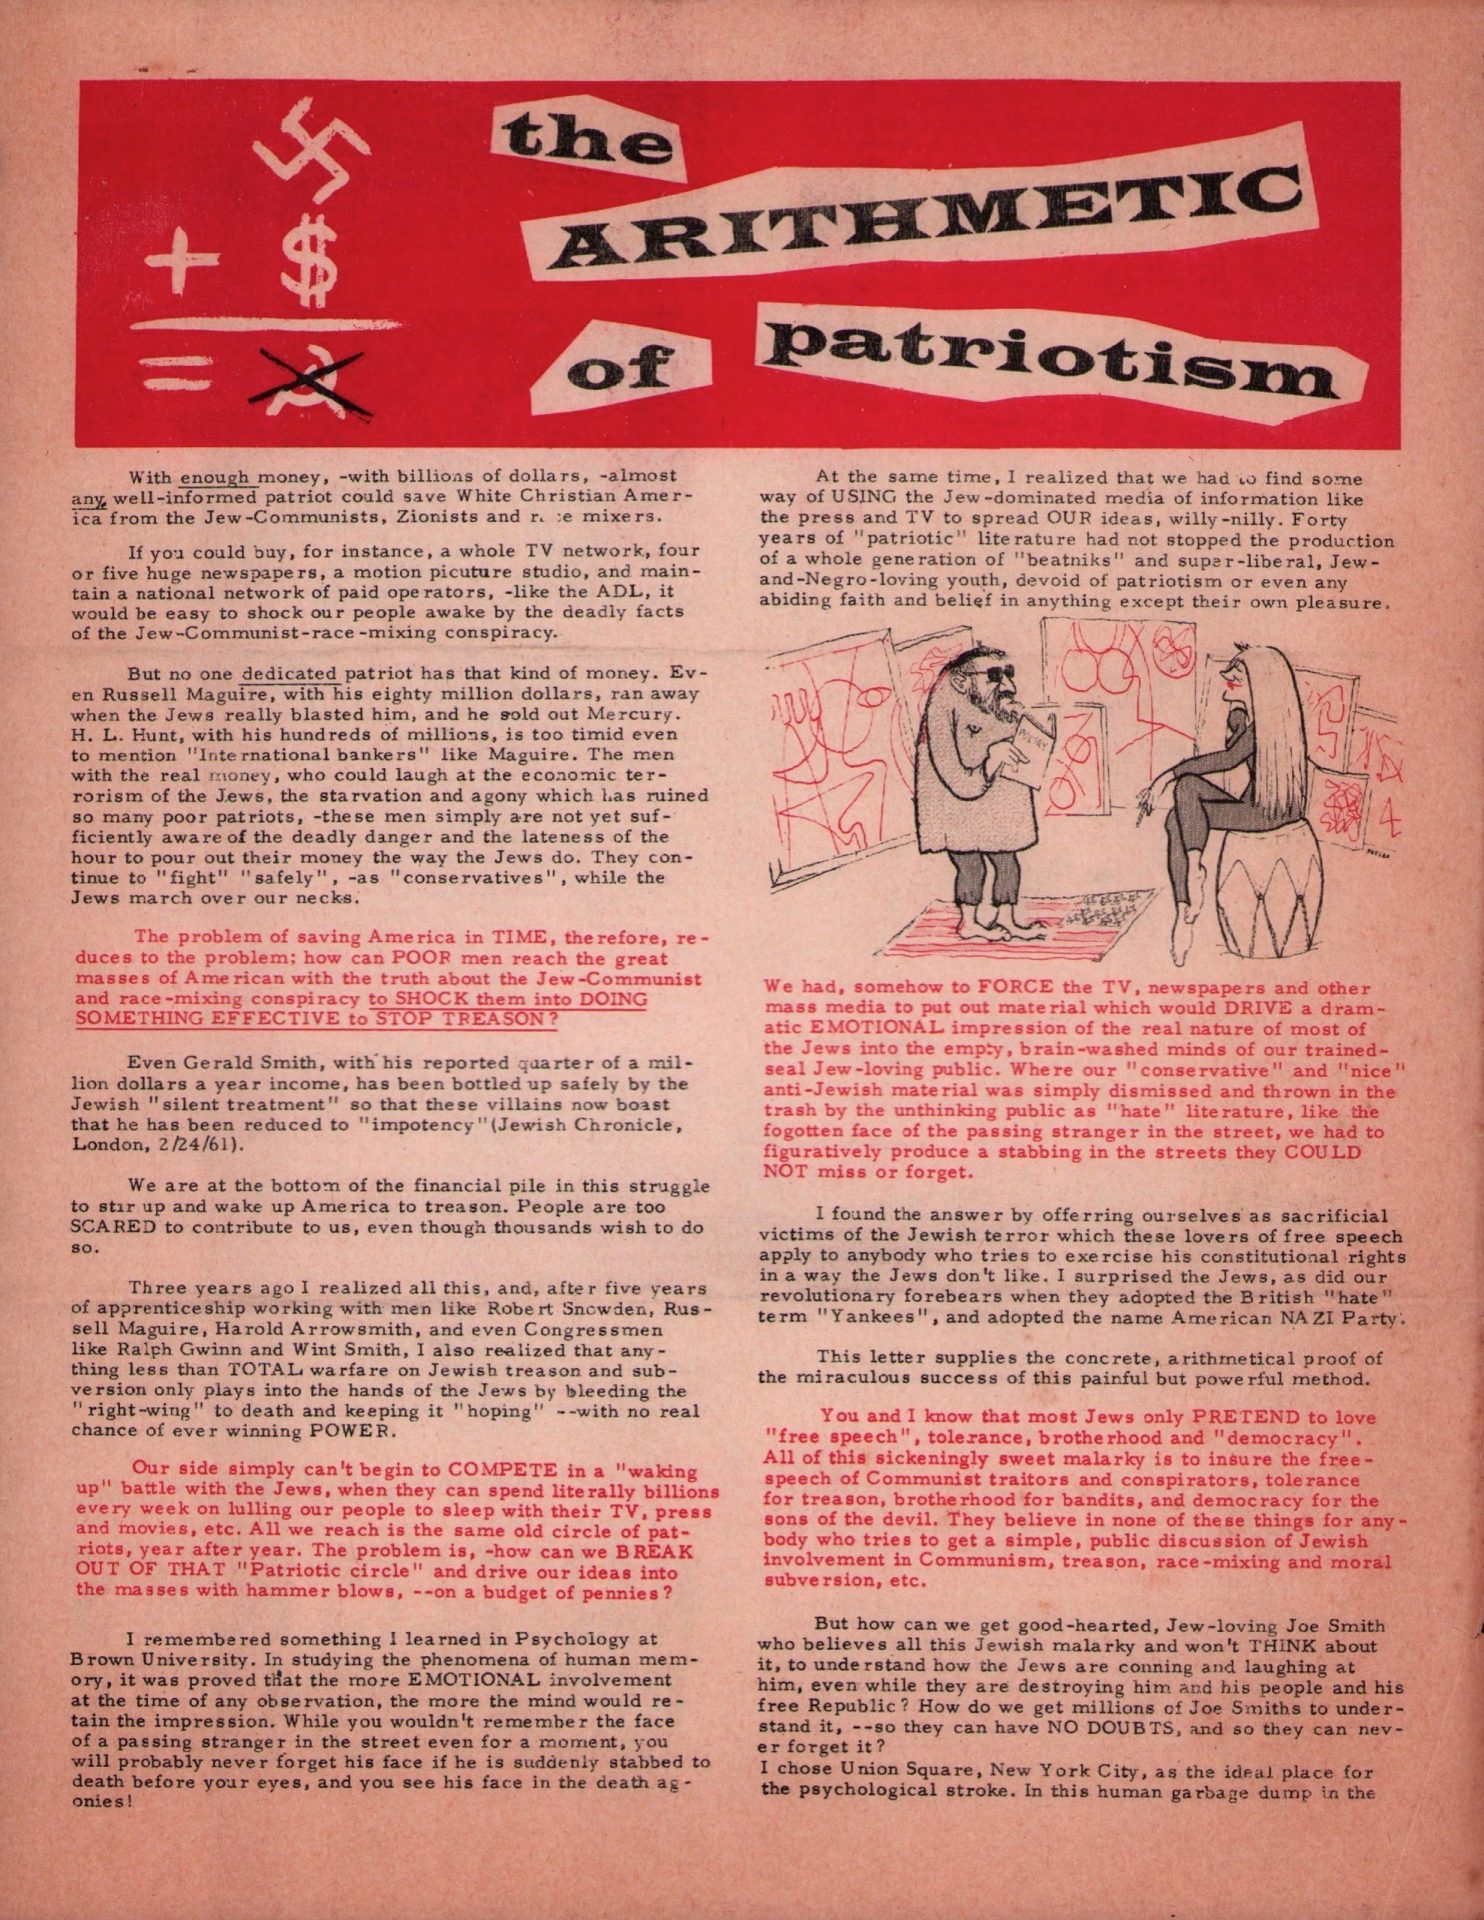 the
ARITHMETIC
of patriotism
+ $
=
With enough money, -with billions of dollars, -almost
any well-informed patriot could save White Christian Amer-
ica from the Jew-Communists, Zionists and mixers.
If you could buy, for instance, a whole TV network, four
or five huge newspapers, a motion picuture studio, and main-
tain a national network of paid operators, -like the ADL, it
would be easy to shock our people awake by the deadly facts
of the Jew-Communist-race-mixing conspiracy.
But no one dedicated patriot has that kind of money. Ev-
en Russell Maguire, with his eighty million dollars, ran away
when the Jews really blasted him, and he sold out Mercury.
H. L. Hunt, with his hundreds of millions, is too timid even
to mention "International bankers" like Maguire. The men
with the real money, who could laugh at the economic ter-
rorism of the Jews, the starvation and agony which has ruined
so many poor patriots, -these men simply are not yet suf-
ficiently aware of the deadly danger and the lateness of the
hour to pour out their money the way the Jews do. They con-
tinue to "fight" "safely", -as "conservatives", while the
Jews march over our necks.
The problem of saving America in TIME, therefore, re-
duces to the problem; how can POOR men reach the great
masses of American with the truth about the Jew-Communist
and race-mixing conspiracy to SHOCK them into DOING
SOMETHING EFFECTIVE to STOP TREASON?
Even Gerald Smith, with his reported quarter of a mil-
lion dollars a year income, has been bottled up safely by the
Jewish "silent treatment" so that these villains now boast
that he has been reduced to "impotency"(Jewish Chronicle,
London, 2/24/61).
We are at the bottom of the financial pile in this struggle
to stir up and wake up America to treason. People are too
SCARED to contribute to us, even though thousands wish to do
so.
Three years ago I realized all this, and, after five years
of apprenticeship working with men like Robert Snowden, Rus-
sell Maguire, Harold Arrowsmith, and even Congressmen
like Ralph Gwinn and Wint Smith, I also realized that any-
thing less than TOTAL warfare on Jewish treason and sub-
version only plays into the hands of the Jews by bleeding the
"right-wing" to death and keeping it "hoping" --with no real
chance of ever winning POWER.
Our side simply can't begin to COMPETE in a "waking
up" battle with the Jews, when they can spend literally billions
every week on lulling our people to sleep with their TV, press
and movies, etc. All we reach is the same old circle of pat-
riots, year after year. The problem is, -how can we BREAK
OUT OF THAT "Patriotic circle" and drive our ideas into
the masses with hammer blows, --on a budget of pennies?
I remembered something I learned in Psychology at
Brown University. In studying the phenomena of human mem-
ory, it was proved that the more EMOTIONAL involvement
at the time of any observation, the more the mind would re-
tain the impression. While you wouldn't remember the face
of a passing stranger in the street even for a moment, you
will probably never forget his face if he is suddenly stabbed to
death before your eyes, and you see his face in the death ag-
onies!
At the same time, I realized that we had to find some
way of USING the Jew-dominated media of information like
the press and TV to spread OUR ideas, willy-nilly. Forty
years of "patriotic" literature had not stopped the production
of a whole generation of "beatniks" and super-liberal, Jew-
and-Negro-loving youth, devoid of patriotism or even any
abiding faith and belief in anything except their own pleasure.
POETRY
We had, somehow to FORCE the TV, newspapers and other
mass media to put out material which would DRIVE a dram-
atic EMOTIONAL impression of the real nature of most of
the Jews into the empty, brain-washed minds of our trained-
seal Jew-loving public. Where our "conservative" and "nice"
anti-Jewish material was simply dismissed and thrown in the
trash by the unthinking public as "hate" literature, like the
fogotten face of the passing stranger in the street, we had to
figuratively produce a stabbing in the streets they COULD
NOT miss or forget.
I found the answer by offerring ourselves as sacrificial
victims of the Jewish terror which these lovers of free speech
apply to anybody who tries to exercise his constitutional rights
in a way the Jews don't like. I surprised the Jews, as did our
revolutionary forebears when they adopted the British "hate"
term "Yankees", and adopted the name American NAZI Party.
This letter supplies the concrete, arithmetical proof of
the miraculous success of this painful but powerful method.
You and I know that most Jews only PRETEND to love
"free speech", tolerance, brotherhood and "democracy".
All of this sickeningly sweet malarky is to insure the free-
speech of Communist traitors and conspirators, tolerance
for treason, brotherhood for bandits, and democracy for the
sons of the devil. They believe in none of these things for any-
body who tries to get a simple, public discussion of Jewish
involvement in Communism, treason, race-mixing and moral
subversion, etc.
But how can we get good-hearted, Jew-loving Joe Smith
who believes all this Jewish malarky and won't THINK about
it, to understand how the Jews are conning and laughing at
him, even while they are destroying him and his people and his
free Republic? How do we get millions of Joe Smiths to under-
stand it, --so they can have NO DOUBTS, and so they can nev-
er forget it?
I chose Union Square, New York City, as the ideal place for
the psychological stroke. In this human garbage dump in the